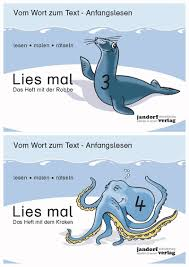 Vom Wort zum Text - Anfangslesen
lesen • malen • rätseln
Lies mal
Das Heft mit der Robbe
3
jandorf
verlag
Vom Wort zum Text - Anfangslesen
lesen • malen • rätseln
Lies mal
Das Heft mit dem Kraken
4
jandorf
verlag